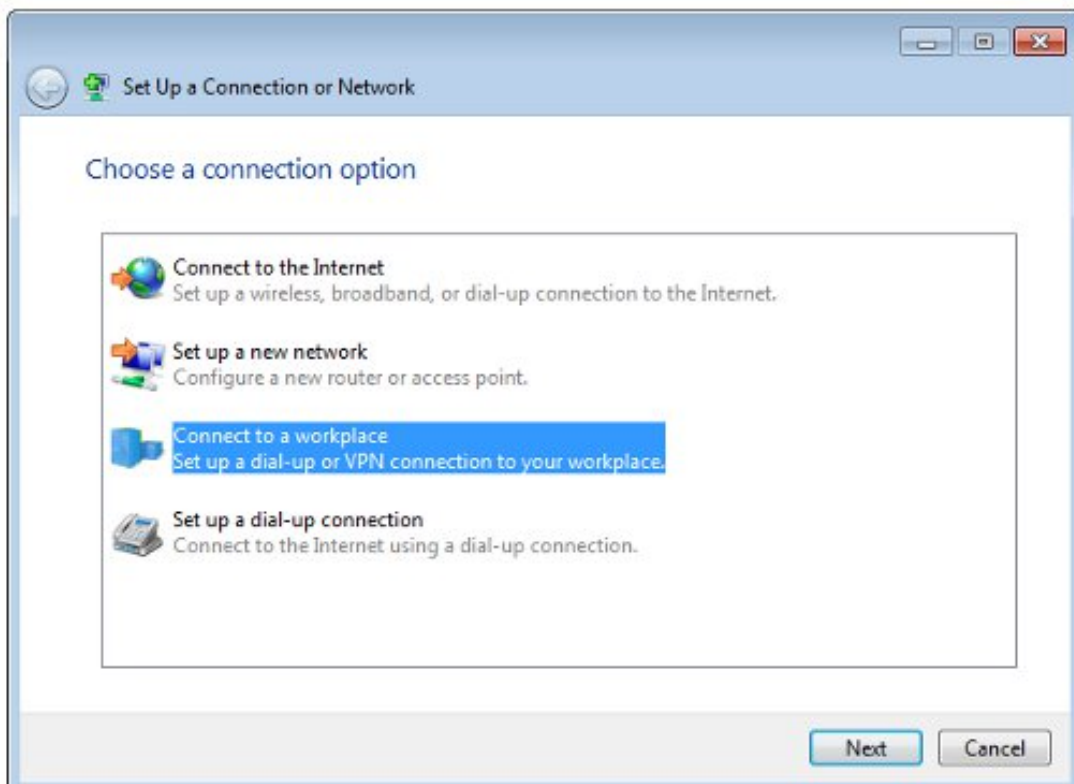 Set Up a Connection or Network
Choose a connection option
Connect to the Internet
Set up a wireless, broadband, or dial-up connection to the Internet.
Set up a new network
Configure a new router or access point.
Connect to a workplace
Set up a dial-up or VPN connection to your workplace.
Set up a dial-up connection
Connect to the Internet using a dial-up connection.
Next Cancel